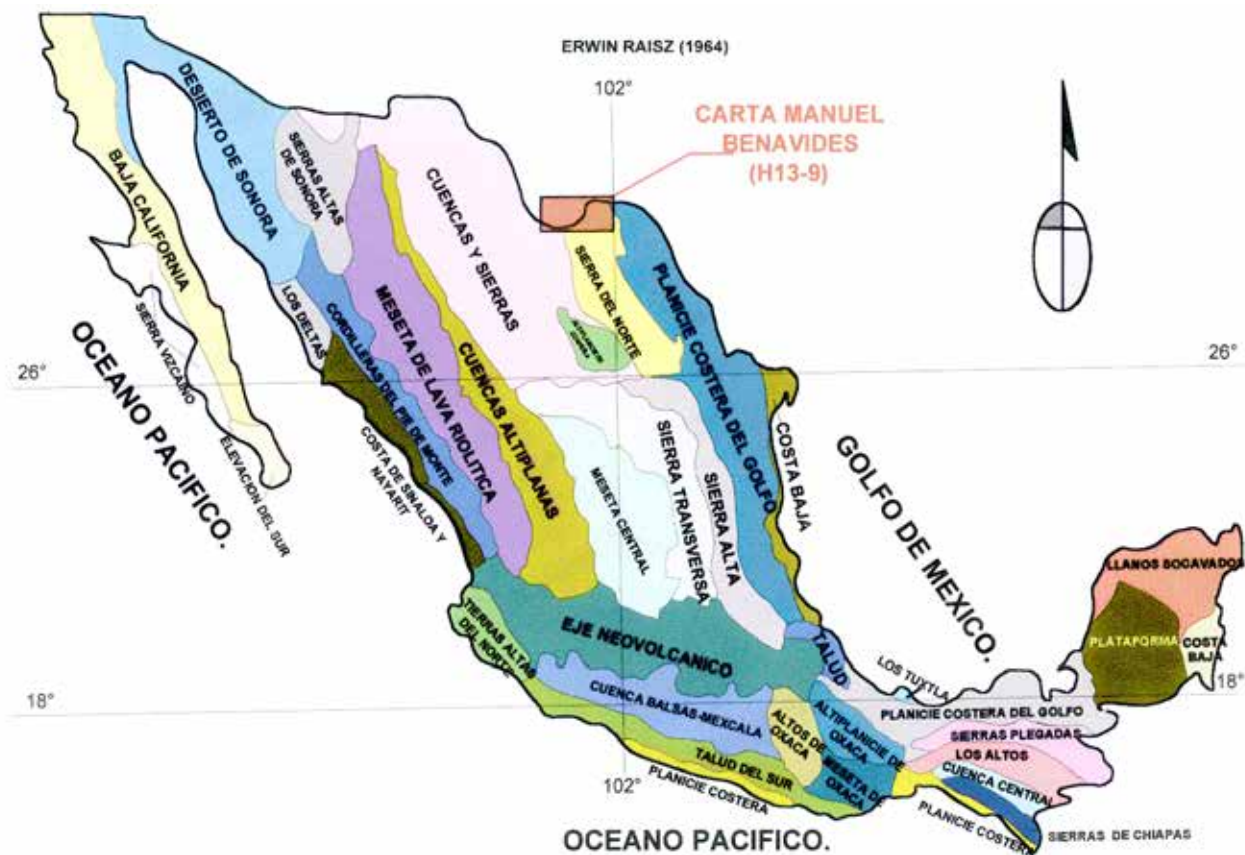 ERWIN RAISZ (1964)
102°
CARTA MANUEL
BENAVIDES
(H13-9)
DESIERTO DE SONORA
SIERRAS ALTAS
DE SONORA
BAJA CALIFORNIA
CUENCAS Y SIERRAS
SIERRA DEL NORTE
PLANICIE COSTERA DEL GOLFO
SIERRA VIZCAINO
LOS DELTAS
CORDILLERAS DEL PIE DE MONTE
MESETA DE LAVA RIOLITICA
CUENCAS ALTIPLANAS
26°
26°
OCEANO PACIFICO.
ELEVACION DEL SUR
COSTA DE SINALOA Y
NAYARIT
MESETA
CENTRAL
SIERRA TRANSVERSA
SIERRA ALTA
COSTA BAJA
GOLFO DE MEXICO.
LLANOS SOCAVADOS
PLATAFORMA
COSTA
BAJA
TIERRAS ALTAS
DEL NORTE
EJE NEOVOLCANICO
TALUD
LOS TUXTLA
18°
18°
CUENCA BALSAS-MEXCALA
ALTOS DE
OXACA
ALTIPLANICIE DE
OXACA
PLANICIE COSTERA DEL GOLFO
SIERRAS PLEGADAS
LOS ALTOS
CUENCA CENTRAL
TALUD DEL SUR
MESETA DE
OXACA
PLANICIE COSTERA
102°
PLANICIE COSTERA
SIERRAS DE CHIAPAS
OCEANO PACIFICO.